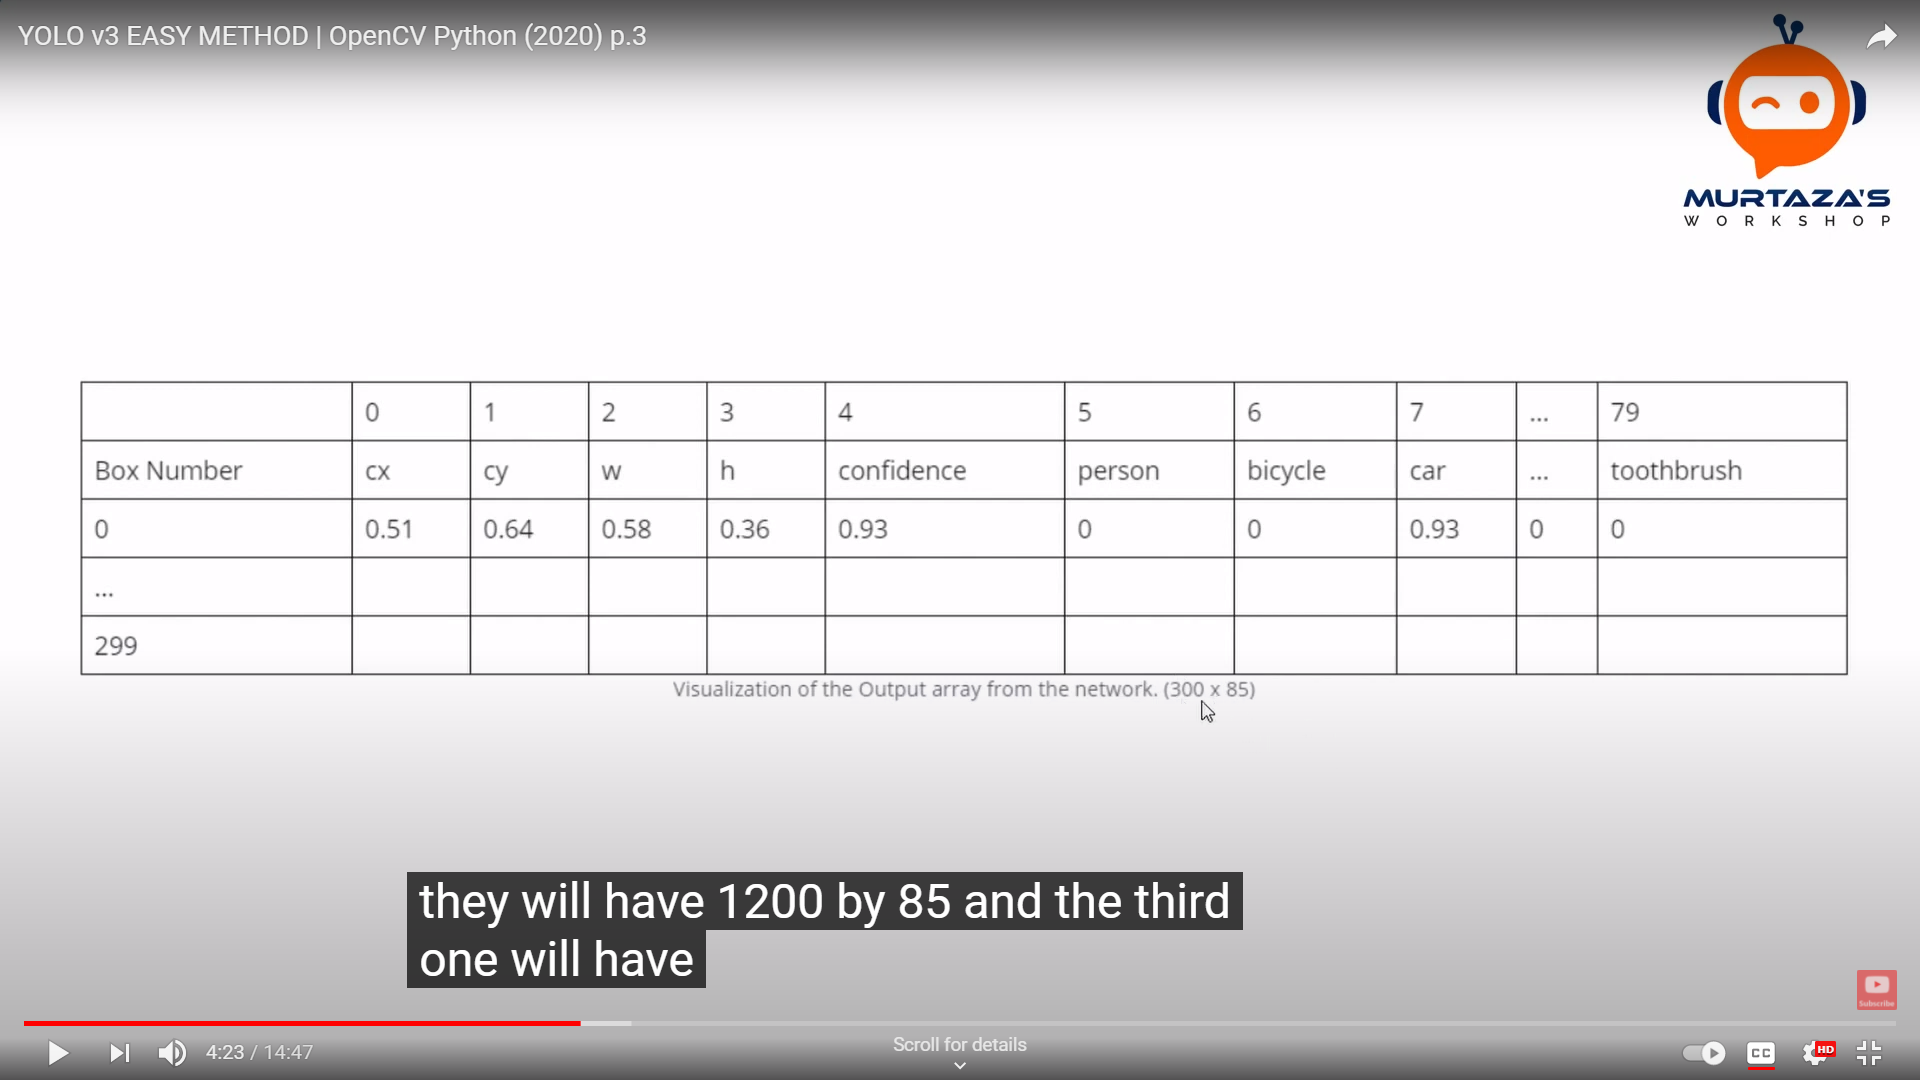 YOLO v3 EASY METHOD | OpenCV Python (2020) p.3
MURTAZA'S
WORKSHOP
0 1 2 3 4 5 6 7 ... 79
Box Number cx cy w h confidence person bicycle car ... toothbrush
0 0.51 0.64 0.58 0.36 0.93 0 0 0.93 0 0
...
299
Visualization of the Output array from the network. (300 x 85)
they will have 1200 by 85 and the third
one will have
Subscribe
4:23 / 14:47
Scroll for details
CC
HD